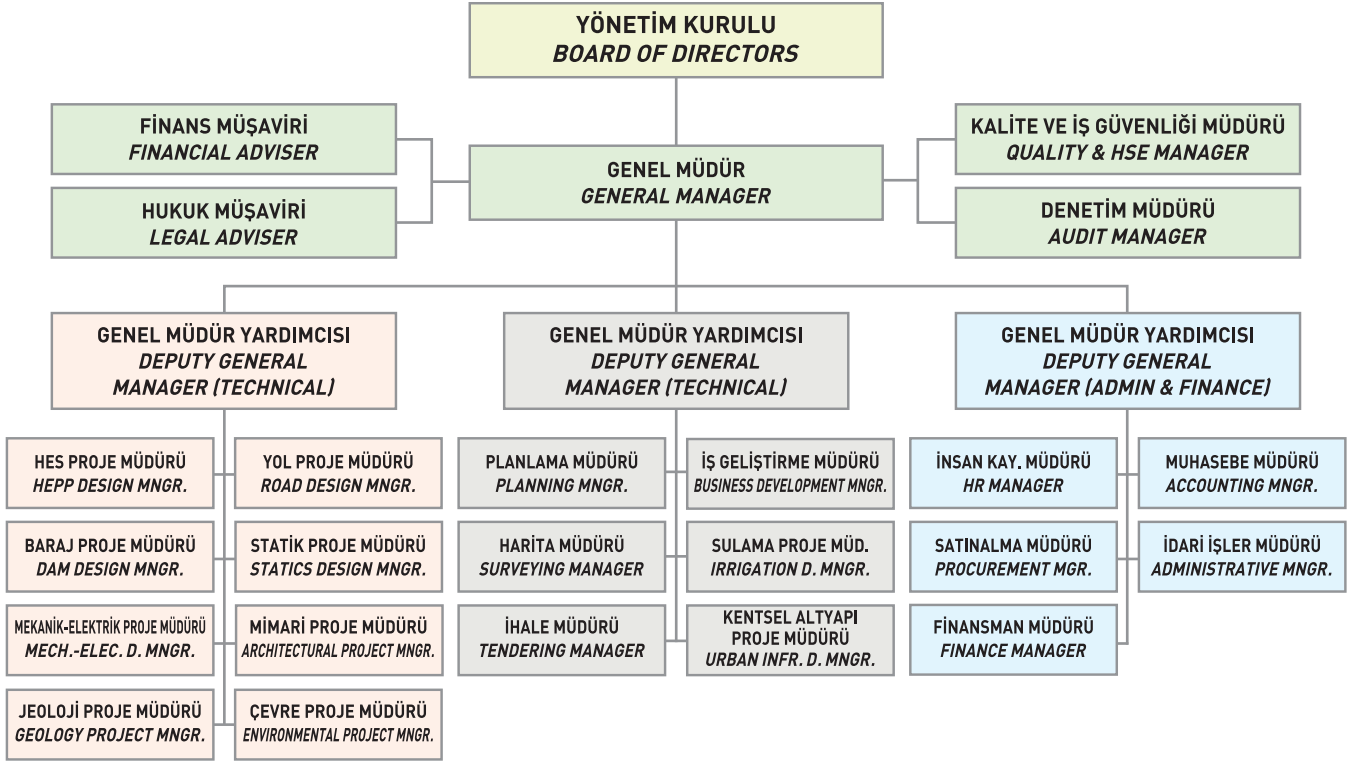 YÖNETİM KURULU
BOARD OF DIRECTORS
FİNANS MÜŞAVİRİ
FINANCIAL ADVISER
KALİTE VE İŞ GÜVENLİĞİ MÜDÜRÜ
QUALITY & HSE MANAGER
GENEL MÜDÜR
GENERAL MANAGER
HUKUK MÜŞAVİRİ
LEGAL ADVISER
DENETİM MÜDÜRÜ
AUDIT MANAGER
GENEL MÜDÜR YARDIMCISI
DEPUTY GENERAL
MANAGER (TECHNICAL)
GENEL MÜDÜR YARDIMCISI
DEPUTY GENERAL
MANAGER (TECHNICAL)
GENEL MÜDÜR YARDIMCISI
DEPUTY GENERAL
MANAGER (ADMIN & FINANCE)
HES PROJE MÜDÜRÜ
HEPP DESIGN MNGR.
YOL PROJE MÜDÜRÜ
ROAD DESIGN MNGR.
PLANLAMA MÜDÜRÜ
PLANNING MNGR.
İŞ GELİŞTİRME MÜDÜRÜ
BUSINESS DEVELOPMENT MNGR.
İNSAN KAY. MÜDÜRÜ
HR MANAGER
MUHASEBE MÜDÜRÜ
ACCOUNTING MNGR.
BARAJ PROJE MÜDÜRÜ
DAM DESIGN MNGR.
STATİK PROJE MÜDÜRÜ
STATICS DESIGN MNGR.
HARİTA MÜDÜRÜ
SURVEYING MANAGER
SULAMA PROJE MÜD.
IRRIGATION D. MNGR.
SATINALMA MÜDÜRÜ
PROCUREMENT MGR.
İDARİ İŞLER MÜDÜRÜ
ADMINISTRATIVE MNGR.
MEKANİK-ELEKTRİK PROJE MÜDÜRÜ
MECH.-ELEC. D. MNGR.
MİMARİ PROJE MÜDÜRÜ
ARCHITECTURAL PROJECT MNGR.
İHALE MÜDÜRÜ
TENDERING MANAGER
KENTSEL ALTYAPI
PROJE MÜDÜRÜ
URBAN INFR. D. MNGR.
FİNANSMAN MÜDÜRÜ
FINANCE MANAGER
JEOLOJİ PROJE MÜDÜRÜ
GEOLOGY PROJECT MNGR.
ÇEVRE PROJE MÜDÜRÜ
ENVIRONMENTAL PROJECT MNGR.